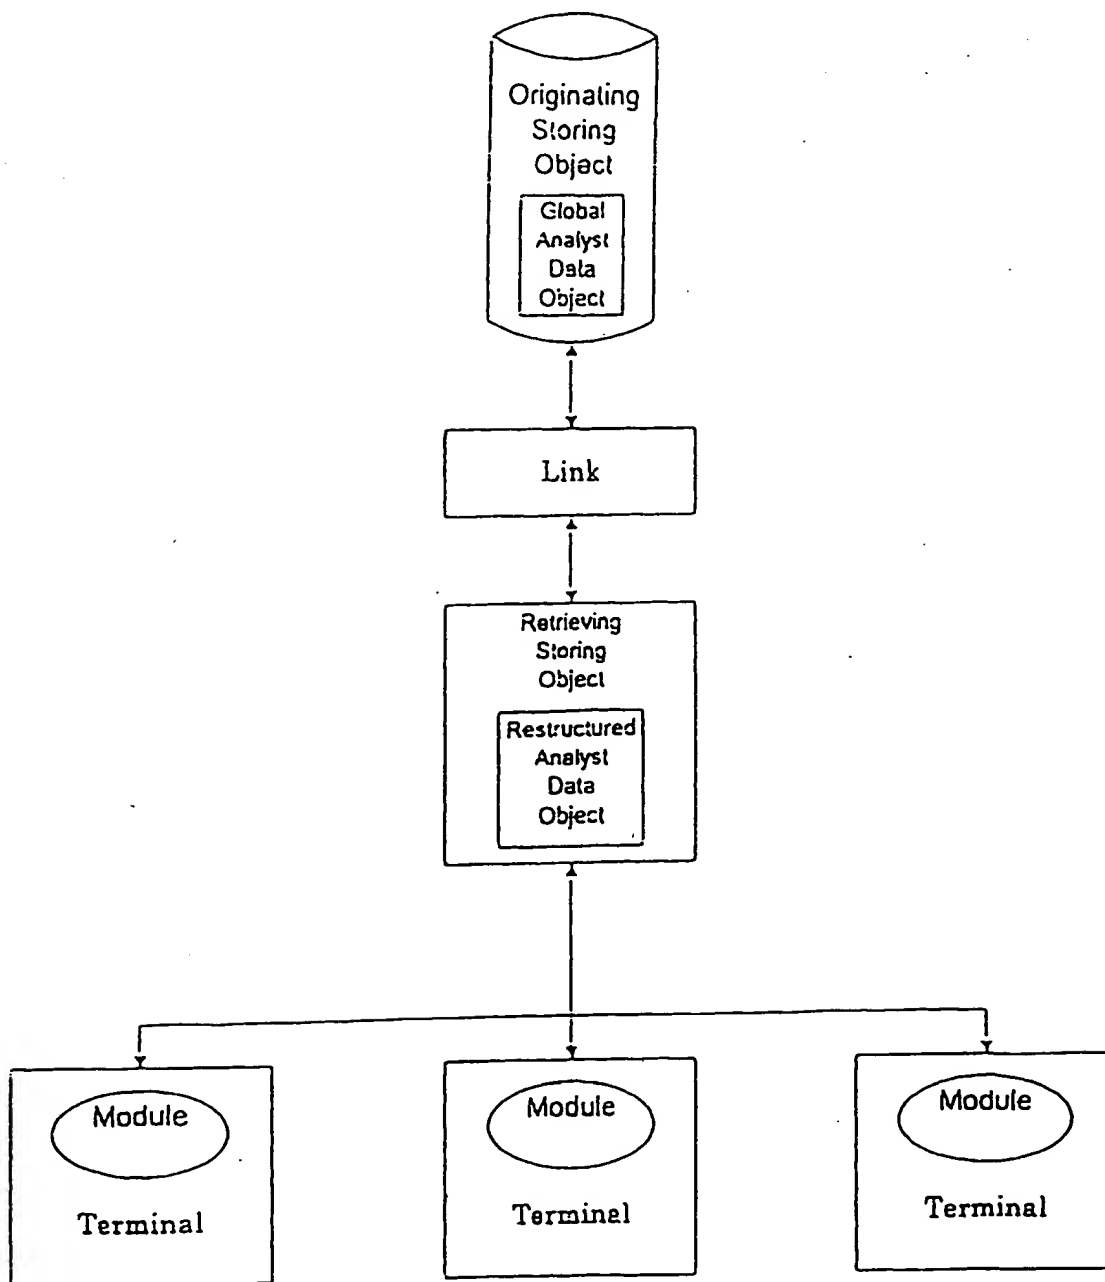 Originating
Storing
Object
Global
Analyst
Data
Object
Link
Retrieving
Storing
Object
Restructured
Analyst
Data
Object
Module
Terminal
Module
Terminal
Module
Terminal